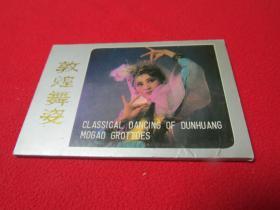 敦煌舞姿
CLASSICAL DANCING OF DUNHUANG
MOGAO GROTTOES